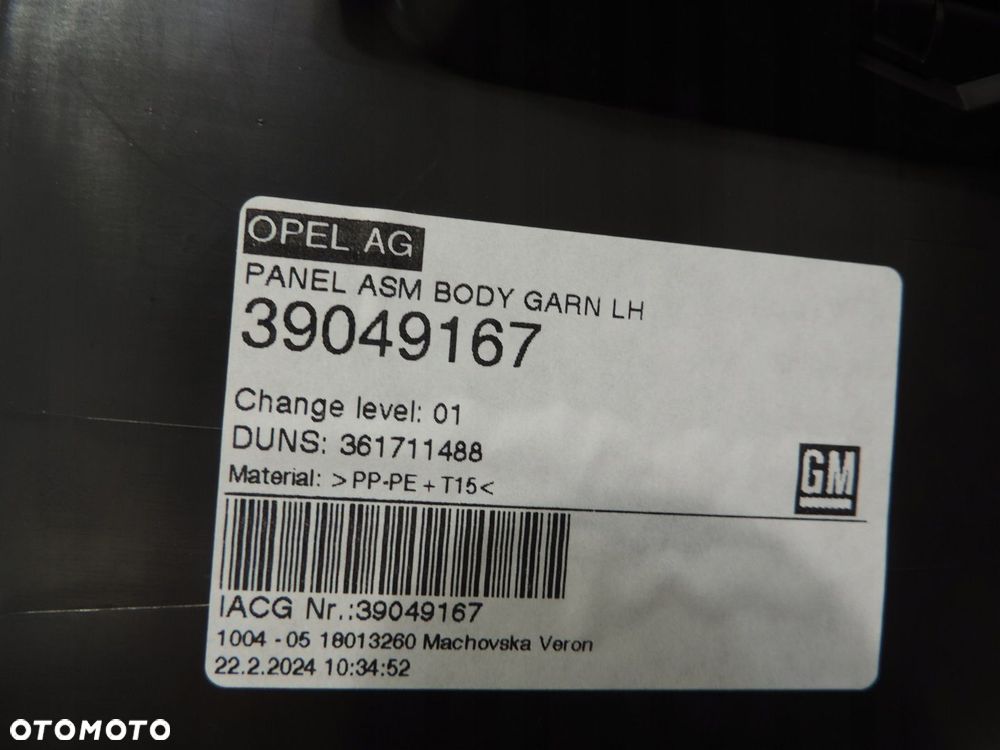 OPEL AG
PANEL ASM BODY GARN LH
39049167
Change level: 01
DUNS: 361711488
Material: >PP-PE+T15<
GM
IACG Nr.:39049167
1004-05 18013260 Machovska Veron
22.2.2024 10:34:52
OTOMOTO